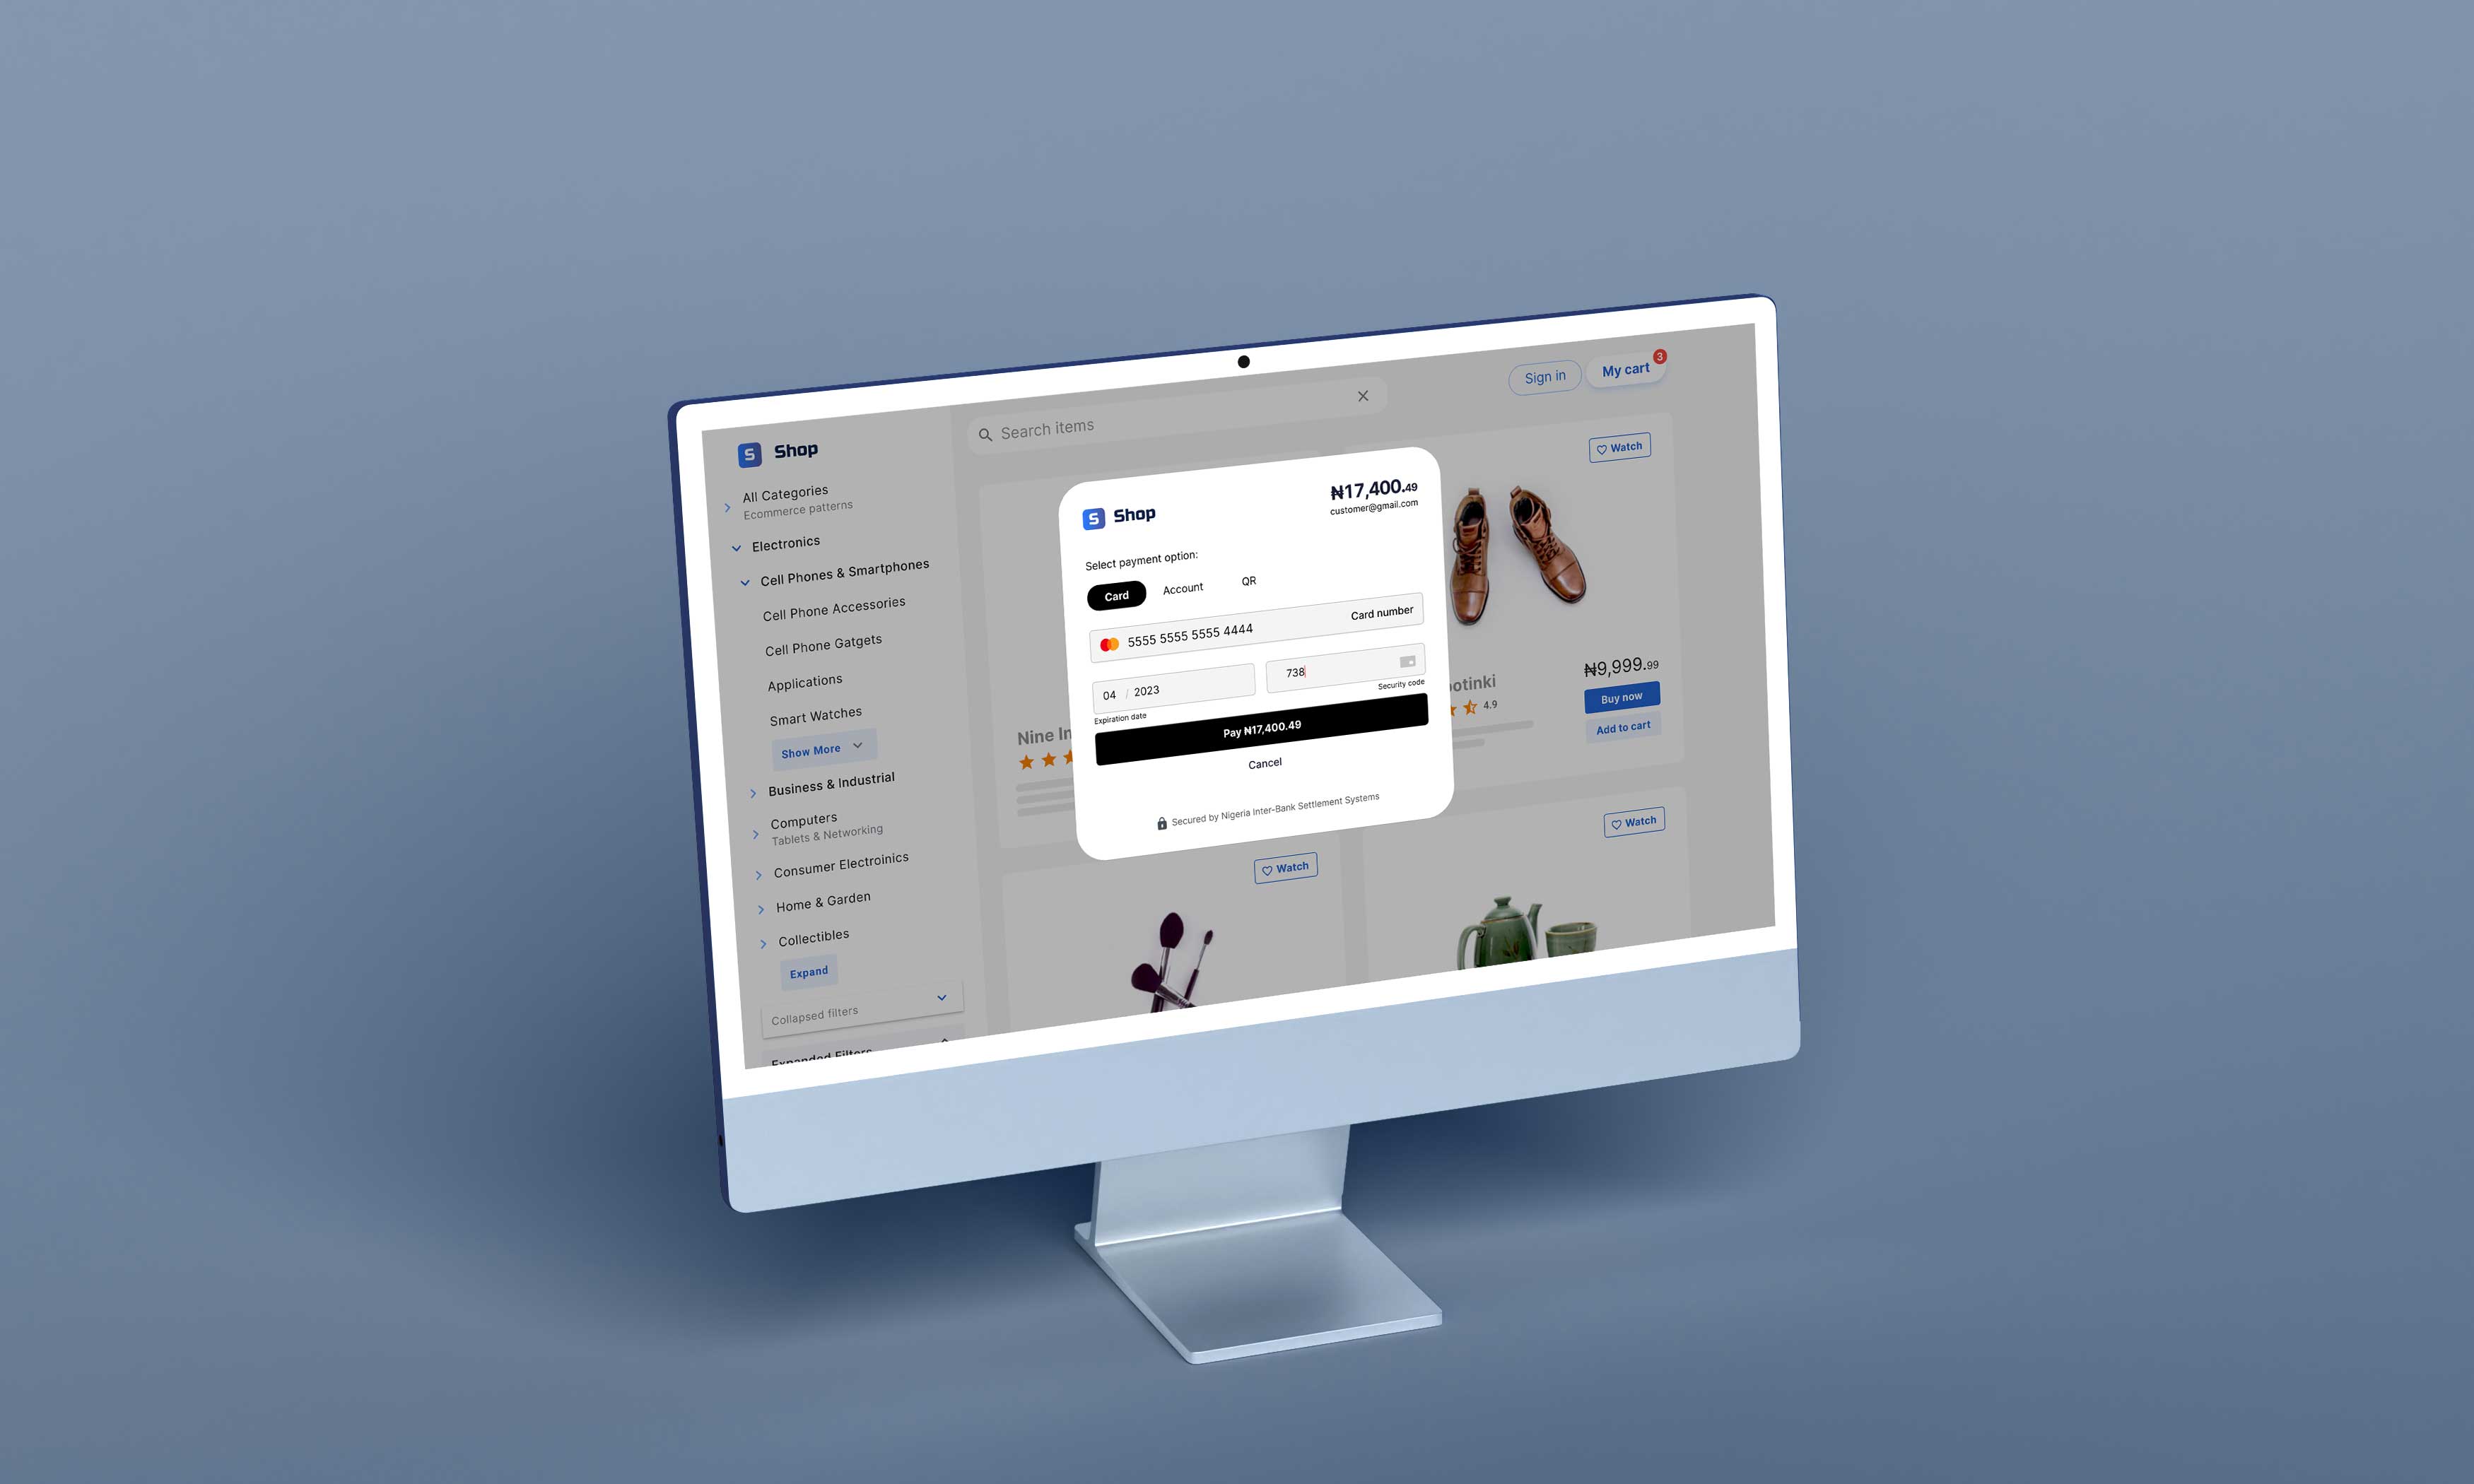 S Shop
All Categories
Ecommerce patterns
Electronics
Cell Phones & Smartphones
Cell Phone Accessories
Cell Phone Gatgets
Applications
Smart Watches
Show More
Business & Industrial
Computers
Tablets & Networking
Consumer Electroinics
Home & Garden
Collectibles
Expand
Collapsed filters
Expanded Filters
Search items
Sign in
My cart
3
S Shop
₦17,400.49
customer@gmail.com
Select payment option:
Card
Account
QR
5555 5555 5555 4444
Card number
04 / 2023
Expiration date
738
Security code
Pay ₦17,400.49
Cancel
Secured by Nigeria Inter-Bank Settlement Systems
Nine
Watch
₦9,999.99
4.9
Buy now
Add to cart
Watch
Watch